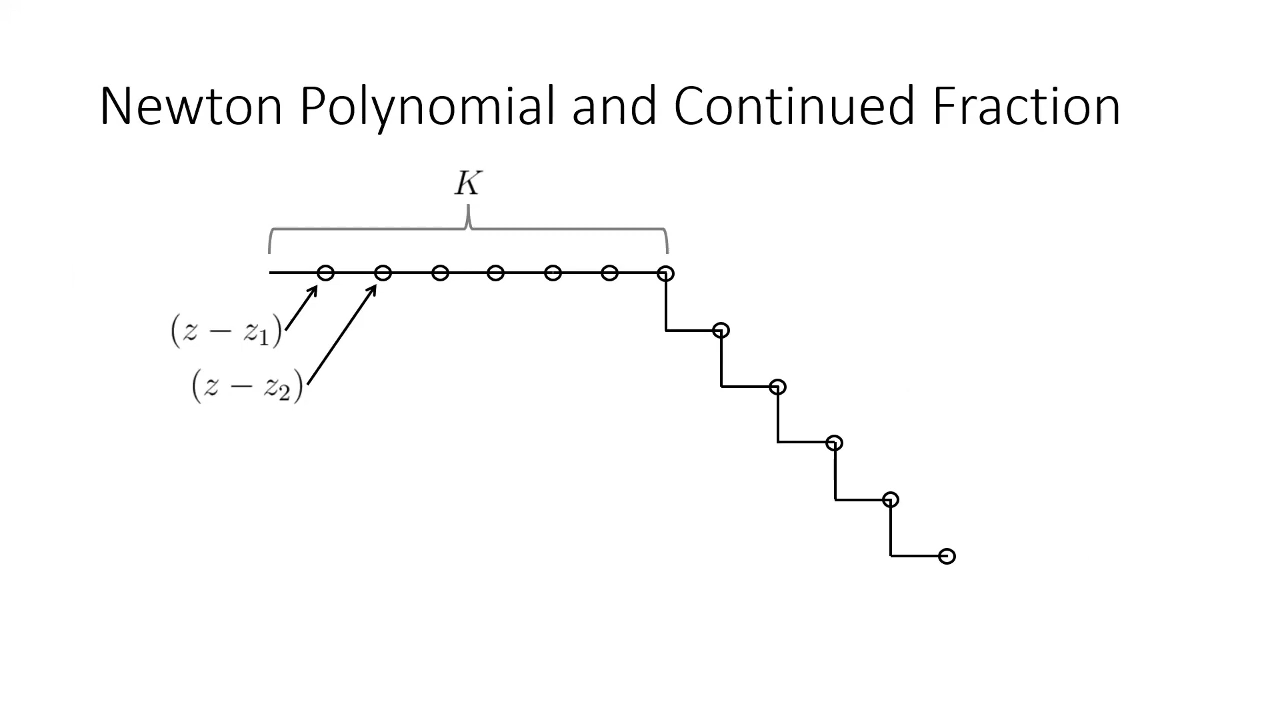 Newton Polynomial and Continued Fraction
K
(z − z₁)
(z − z₂)